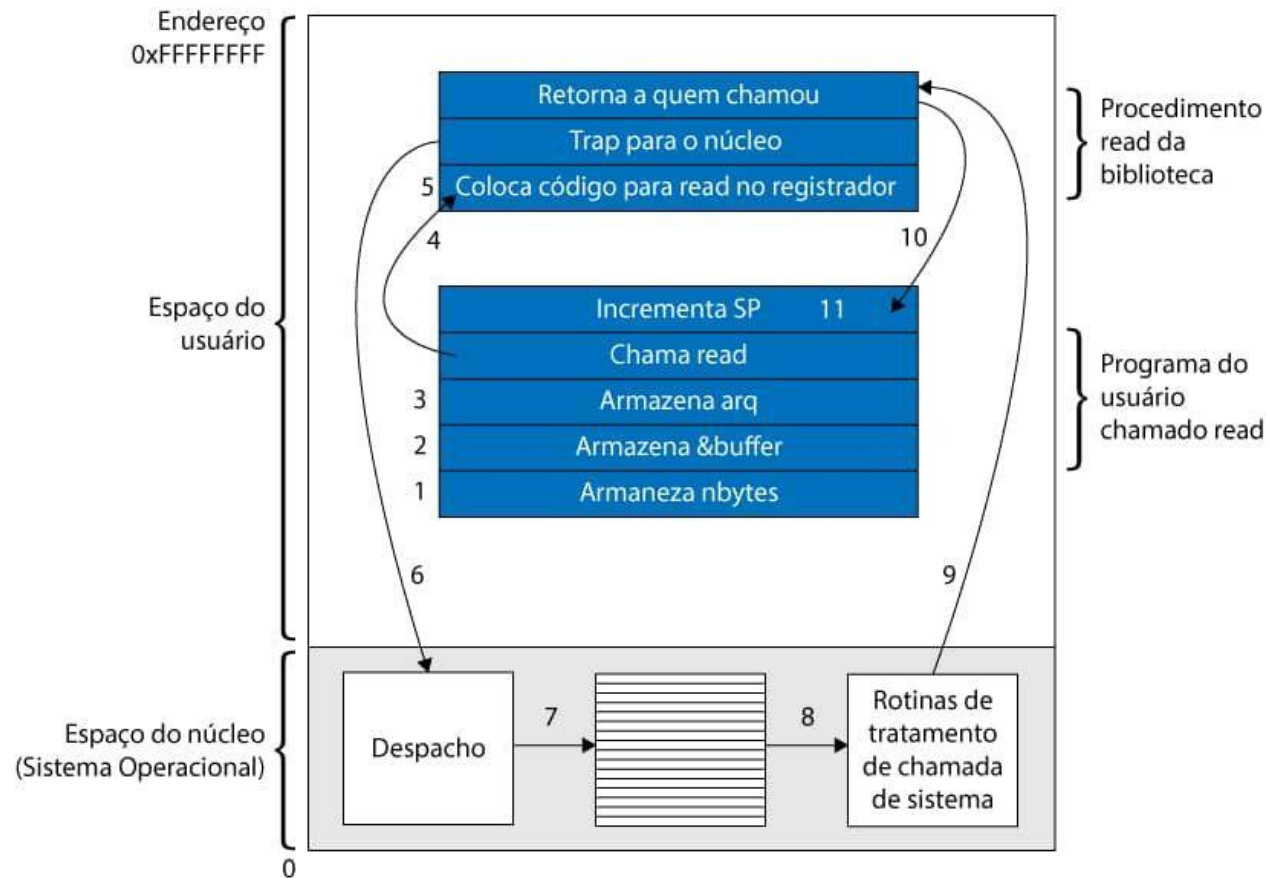 Endereço
0xFFFFFFFF
Retorna a quem chamou
Trap para o núcleo
5 Coloca código para read no registrador
Procedimento
read da
biblioteca
4
10
Espaço do
usuário
Incrementa SP 11
Chama read
3 Armazena arq
2 Armazena &buffer
1 Armaneza nbytes
Programa do
usuário
chamado read
6
9
Espaço do núcleo
(Sistema Operacional)
Despacho
7
8
Rotinas de
tratamento
de chamada
de sistema
0